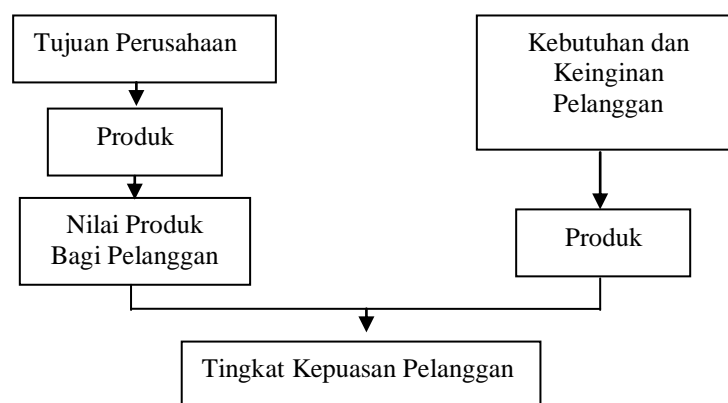 Tujuan Perusahaan
Produk
Nilai Produk
Bagi Pelanggan
Kebutuhan dan
Keinginan
Pelanggan
Produk
Tingkat Kepuasan Pelanggan